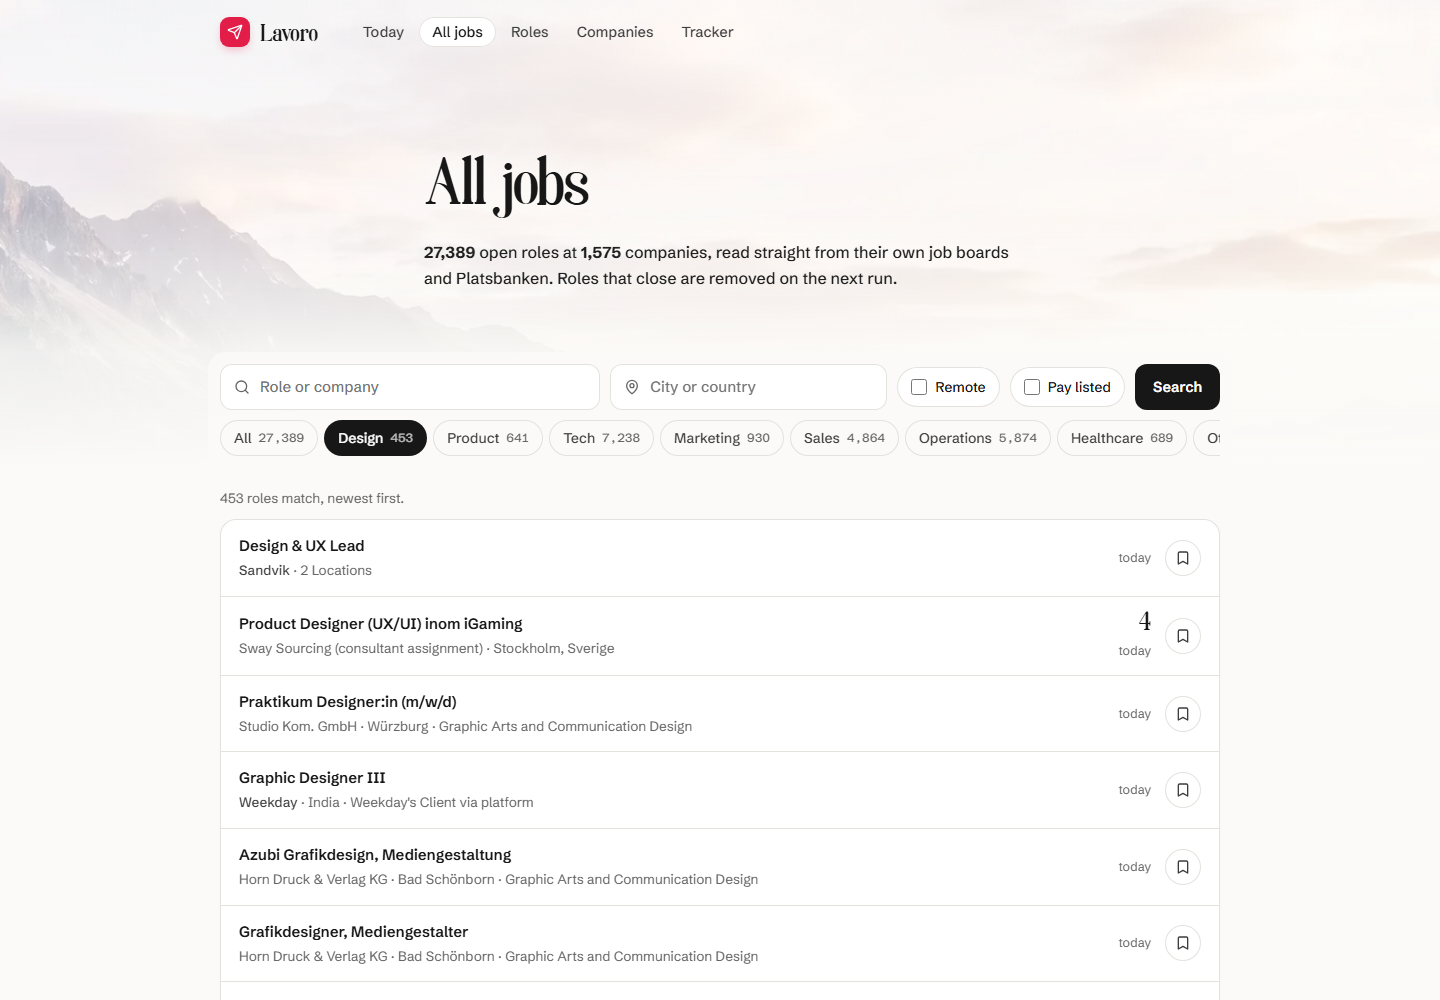 Lavoro
Today
All jobs
Roles
Companies
Tracker
All jobs
27,389 open roles at 1,575 companies, read straight from their own job boards
and Platsbanken. Roles that close are removed on the next run.
Role or company
City or country
Remote
Pay listed
Search
All 27,389
Design 453
Product 641
Tech 7,238
Marketing 930
Sales 4,864
Operations 5,874
Healthcare 689
453 roles match, newest first.
Design & UX Lead
Sandvik · 2 Locations
today
Product Designer (UX/UI) inom iGaming
Sway Sourcing (consultant assignment) · Stockholm, Sverige
4
today
Praktikum Designer:in (m/w/d)
Studio Kom. GmbH · Würzburg · Graphic Arts and Communication Design
today
Graphic Designer III
Weekday · India · Weekday's Client via platform
today
Azubi Grafikdesign, Mediengestaltung
Horn Druck & Verlag KG · Bad Schönborn · Graphic Arts and Communication Design
today
Grafikdesigner, Mediengestalter
Horn Druck & Verlag KG · Bad Schönborn · Graphic Arts and Communication Design
today